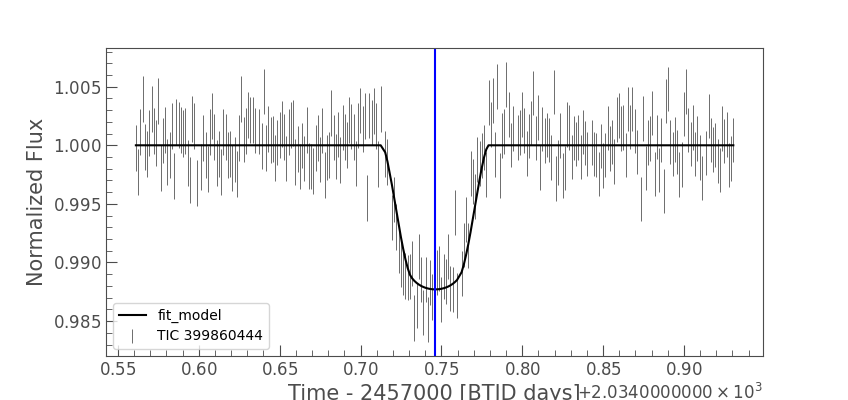 Normalized Flux
1.005
1.000
0.995
0.990
0.985
fit_model
TIC 399860444
0.55 0.60 0.65 0.70 0.75 0.80 0.85 0.90
Time - 2457000 [BTJD days]
+2.0340000000 × 10³